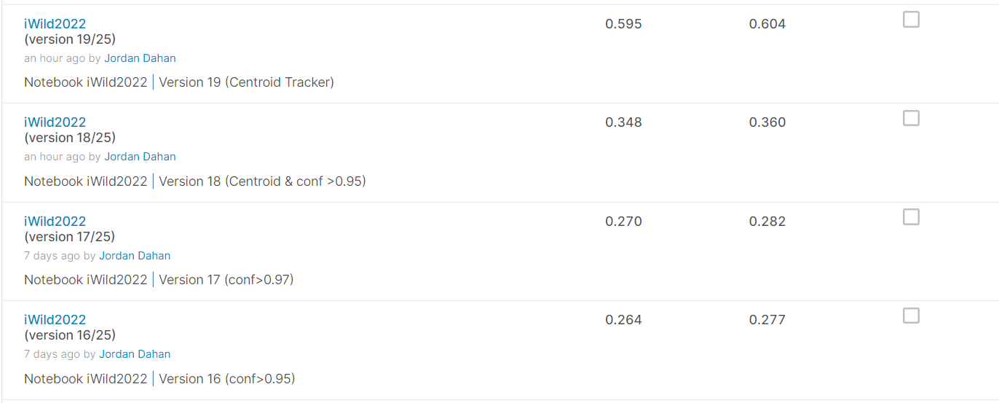 iWild2022 0.595 0.604
(version 19/25)
an hour ago by Jordan Dahan
Notebook iWild2022 | Version 19 (Centroid Tracker)
iWild2022 0.348 0.360
(version 18/25)
an hour ago by Jordan Dahan
Notebook iWild2022 | Version 18 (Centroid & conf >0.95)
iWild2022 0.270 0.282
(version 17/25)
7 days ago by Jordan Dahan
Notebook iWild2022 | Version 17 (conf>0.97)
iWild2022 0.264 0.277
(version 16/25)
7 days ago by Jordan Dahan
Notebook iWild2022 | Version 16 (conf>0.95)